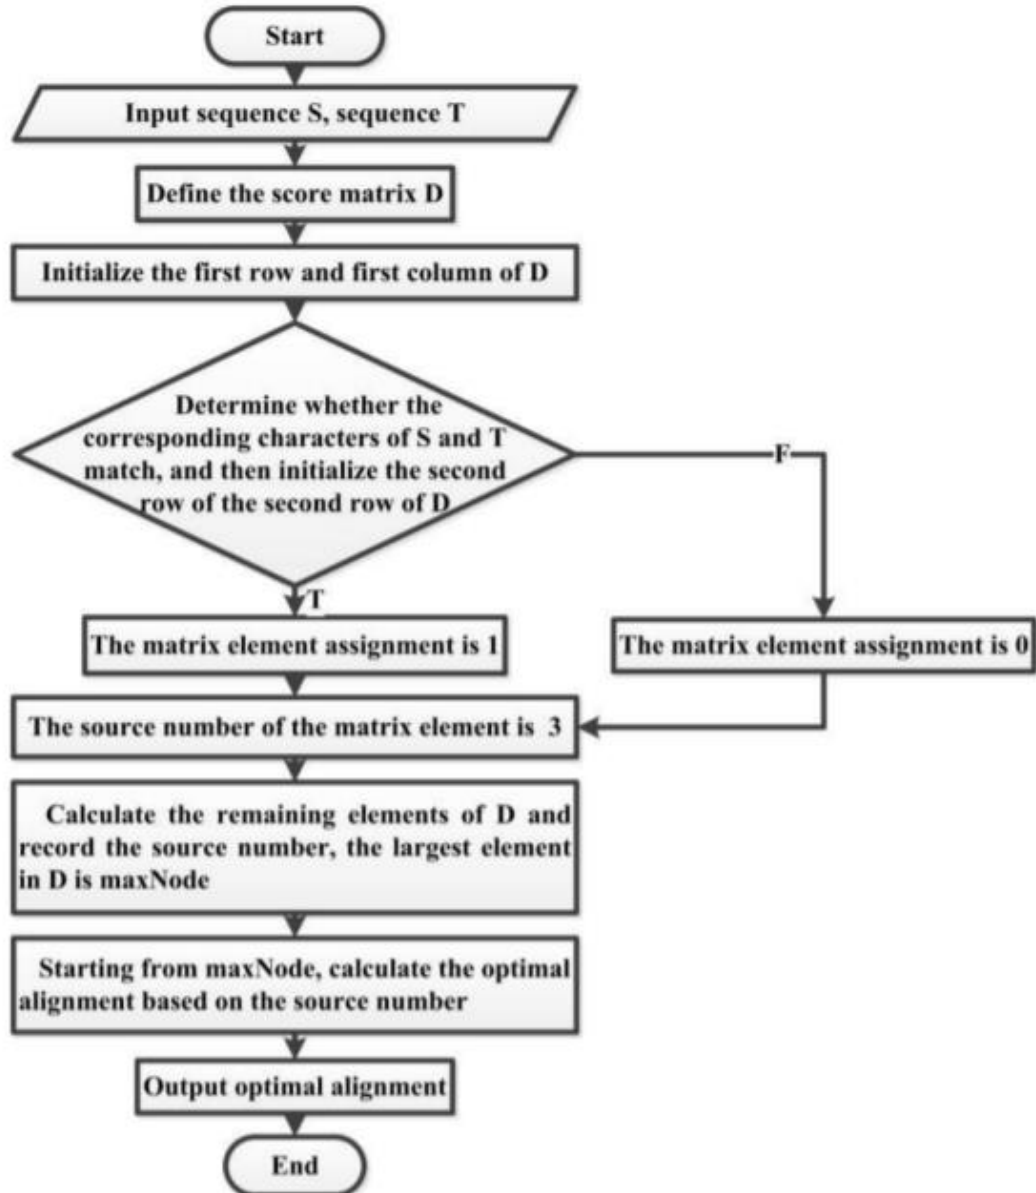 Start
Input sequence S, sequence T
Define the score matrix D
Initialize the first row and first column of D
Determine whether the
corresponding characters of S and T
match, and then initialize the second
row of the second row of D
F
T
The matrix element assignment is 1
The matrix element assignment is 0
The source number of the matrix element is 3
Calculate the remaining elements of D and
record the source number, the largest element
in D is maxNode
Starting from maxNode, calculate the optimal
alignment based on the source number
Output optimal alignment
End